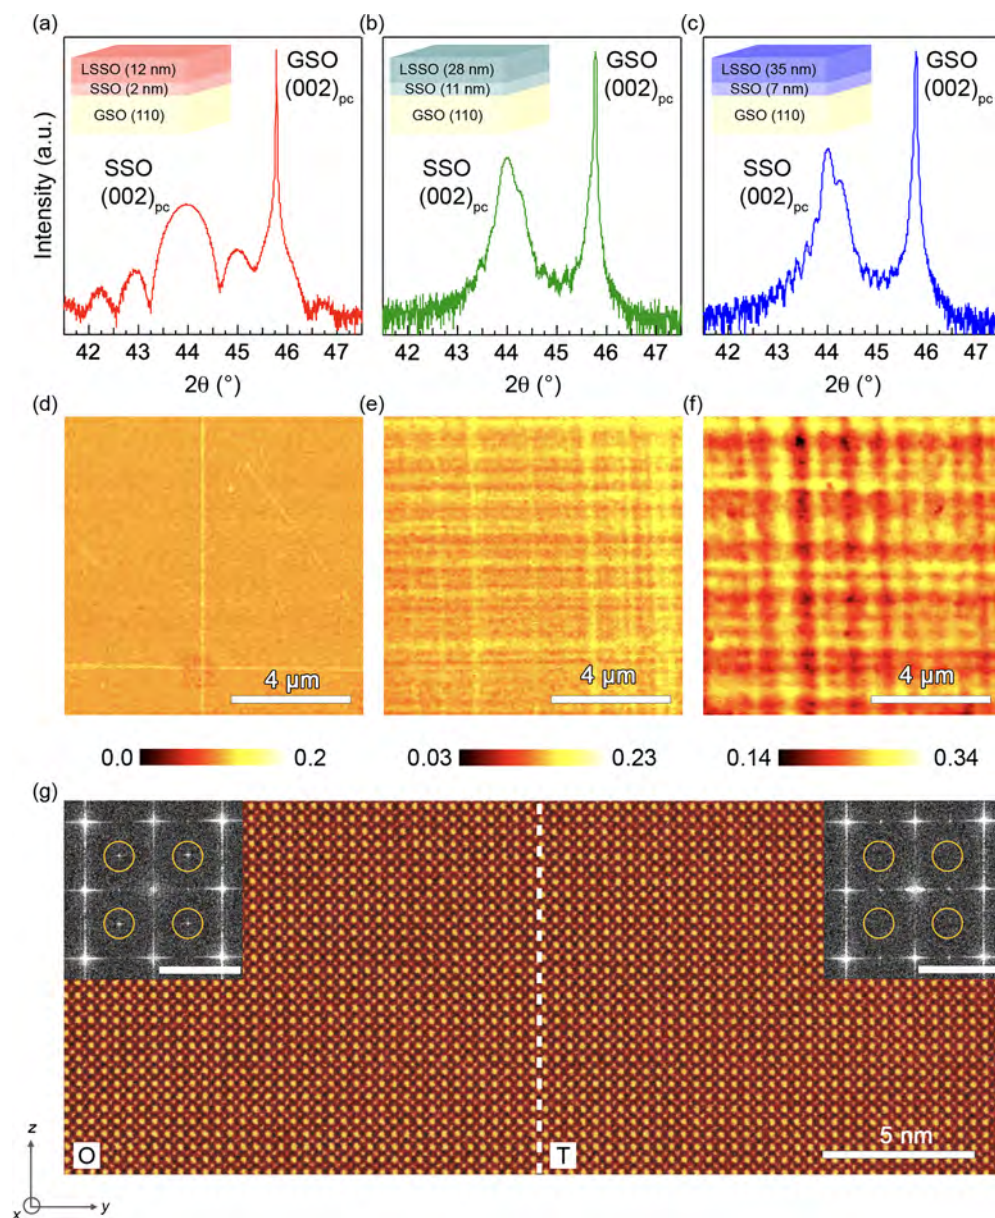 (a)
LSSO (12 nm)
SSO (2 nm)
GSO (110)
GSO
(002)pc
SSO
(002)pc
Intensity (a.u.)
42 43 44 45 46 47
2θ (°)
(b)
LSSO (28 nm)
SSO (11 nm)
GSO (110)
GSO
(002)pc
SSO
(002)pc
42 43 44 45 46 47
2θ (°)
(c)
LSSO (35 nm)
SSO (7 nm)
GSO (110)
GSO
(002)pc
SSO
(002)pc
42 43 44 45 46 47
2θ (°)
(d)
4 μm
(e)
4 μm
(f)
4 μm
0.0 0.2
0.03 0.23
0.14 0.34
(g)
O
T
5 nm
z
x
y